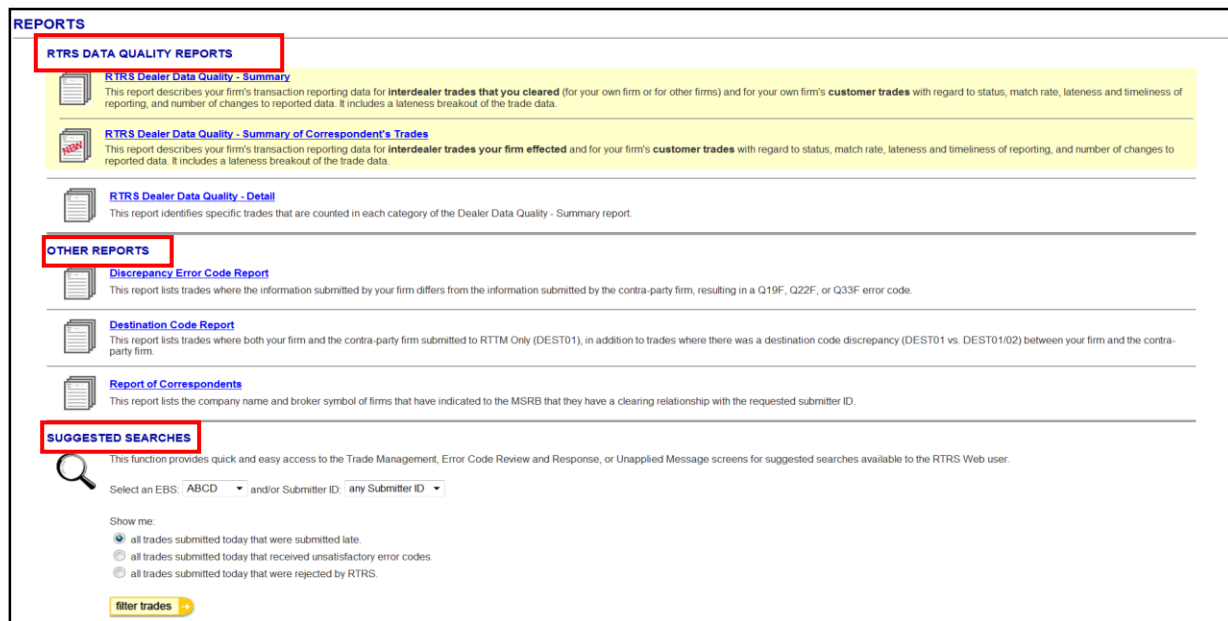 REPORTS
RTRS DATA QUALITY REPORTS
RTRS Dealer Data Quality - Summary
This report describes your firm's transaction reporting data for interdealer trades that you cleared (for your own firm or for other firms) and for your own firm's customer trades with regard to status, match rate, lateness and timeliness of
reporting, and number of changes to reported data. It includes a lateness breakout of the trade data.
NEW
RTRS Dealer Data Quality - Summary of Correspondent's Trades
This report describes your firm's transaction reporting data for interdealer trades your firm effected and for your firm's customer trades with regard to status, match rate, lateness and timeliness of reporting, and number of changes to
reported data. It includes a lateness breakout of the trade data.
RTRS Dealer Data Quality - Detail
This report identifies specific trades that are counted in each category of the Dealer Data Quality - Summary report.
OTHER REPORTS
Discrepancy Error Code Report
This report lists trades where the information submitted by your firm differs from the information submitted by the contra-party firm, resulting in a Q19F, Q22F, or Q33F error code.
Destination Code Report
This report lists trades where both your firm and the contra-party firm submitted to RTTM Only (DEST01), in addition to trades where there was a destination code discrepancy (DEST01 vs. DEST01/02) between your firm and the contra-
party firm.
Report of Correspondents
This report lists the company name and broker symbol of firms that have indicated to the MSRB that they have a clearing relationship with the requested submitter ID.
SUGGESTED SEARCHES
This function provides quick and easy access to the Trade Management, Error Code Review and Response, or Unapplied Message screens for suggested searches available to the RTRS Web user.
Select an EBS: ABCD and/or Submitter ID: any Submitter ID
Show me:
all trades submitted today that were submitted late.
all trades submitted today that received unsatisfactory error codes.
all trades submitted today that were rejected by RTRS.
filter trades